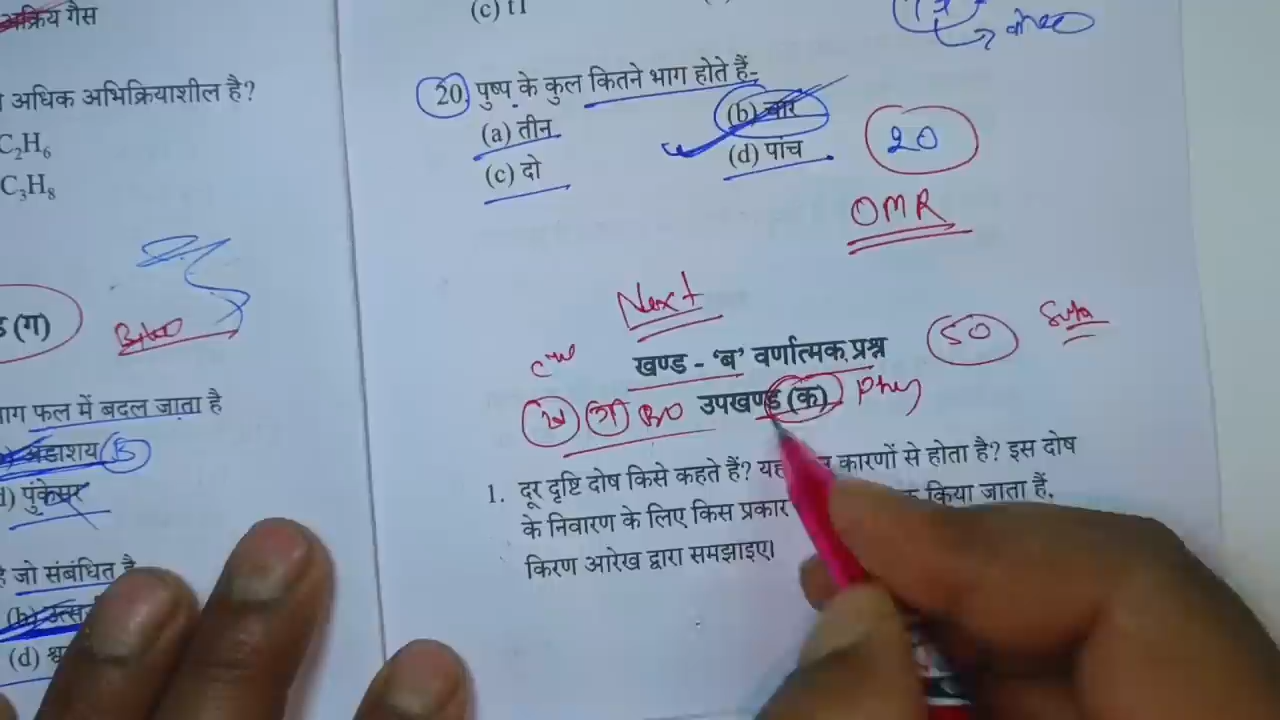 अक्रिय गैस
अधिक अभिक्रियाशील है?
C₂H₆
C₃H₈
(ग)
भाग फल में बदल जाता है
अंडाशय B
पुंकेसर
है जो संबंधित है
(b)
(d)
(c)
20. पुष्प के कुल कितने भाग होते हैं-
(a) तीन
(b) चार
(c) दो
(d) पांच
20
OMR
Next
खण्ड - 'ब' वर्णात्मक प्रश्न
50
उपखण्ड (क) Phy
1. दूर दृष्टि दोष किसे कहते हैं? यह कारणों से होता है? इस दोष
के निवारण के लिए किस प्रकार किया जाता हैं,
किरण आरेख द्वारा समझाइए।